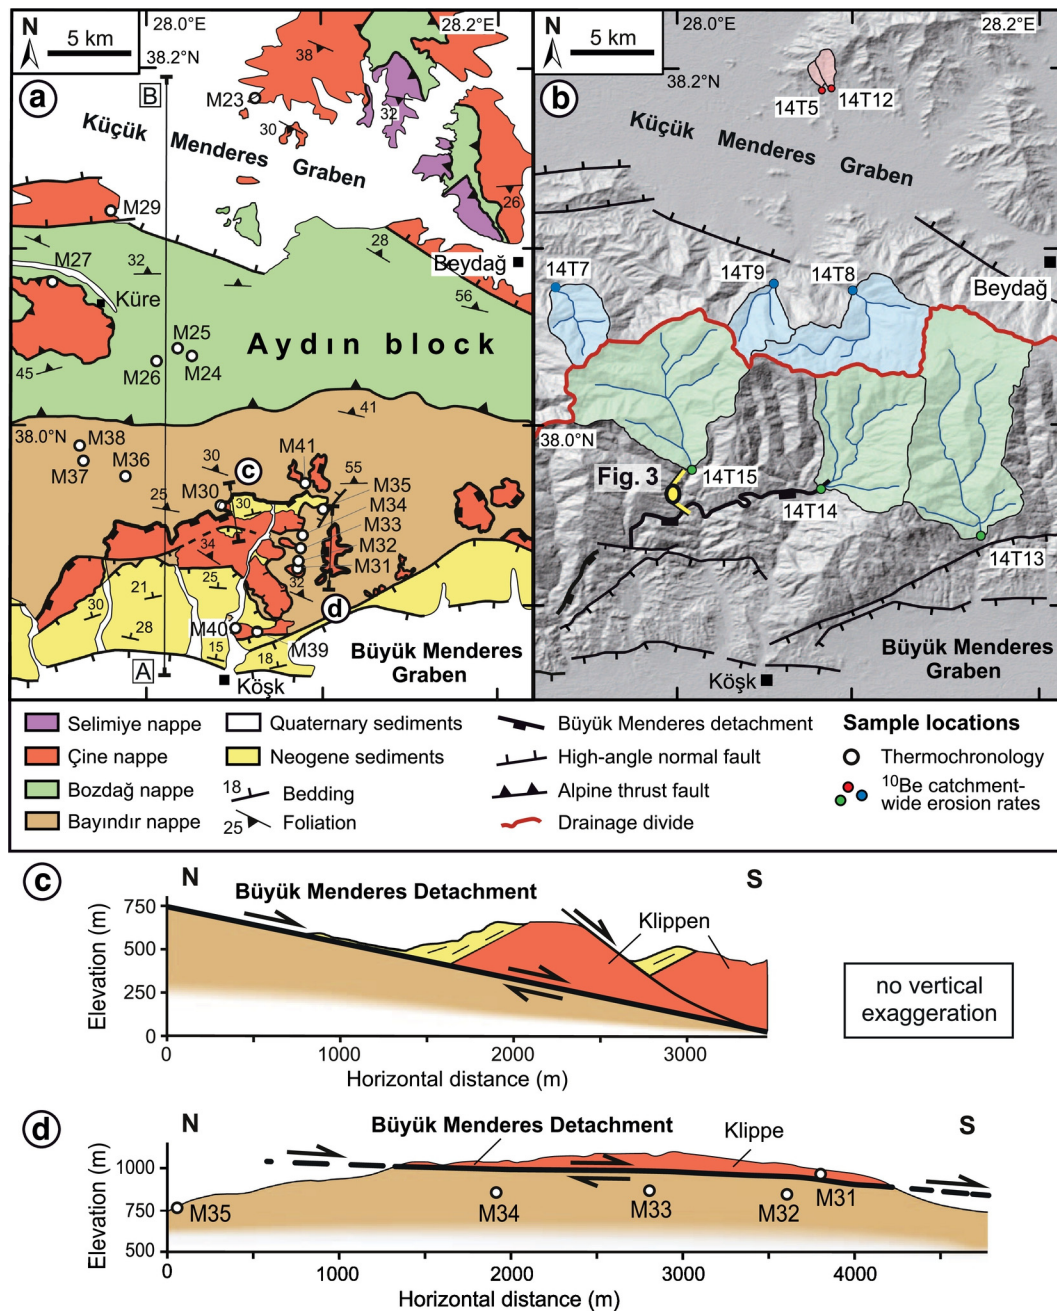 N
5 km
28.0°E
28.2°E
38.2°N
a
B
38
M23
32
30
Küçük Menderes Graben
26
M29
M27
32
Küre
28
Beydağ
56
M25
Aydın block
M26
M24
45
41
38.0°N
M38
M37
M36
30
c
M41
55
M35
M30
30
M34
25
M33
34
M32
M31
21
25
32
30
28
d
M40
15
M39
18
A
Köşk
Büyük Menderes
Graben
N
5 km
28.0°E
28.2°E
38.2°N
b
14T5
14T12
Küçük Menderes Graben
14T7
14T9
14T8
Beydağ
38.0°N
Fig. 3
14T15
14T14
14T13
Büyük Menderes
Graben
Köşk
Selimiye nappe
Çine nappe
Bozdağ nappe
Bayındır nappe
Quaternary sediments
Neogene sediments
18 Bedding
25 Foliation
Büyük Menderes detachment
High-angle normal fault
Alpine thrust fault
Drainage divide
Sample locations
Thermochronology
¹⁰Be catchment-
wide erosion rates
c
N
S
Büyük Menderes Detachment
Klippen
Elevation (m)
750
500
250
0
0
1000
2000
3000
Horizontal distance (m)
no vertical
exaggeration
d
N
S
Büyük Menderes Detachment
Klippe
Elevation (m)
1000
750
500
M35
M34
M33
M32
M31
0
1000
2000
3000
4000
Horizontal distance (m)